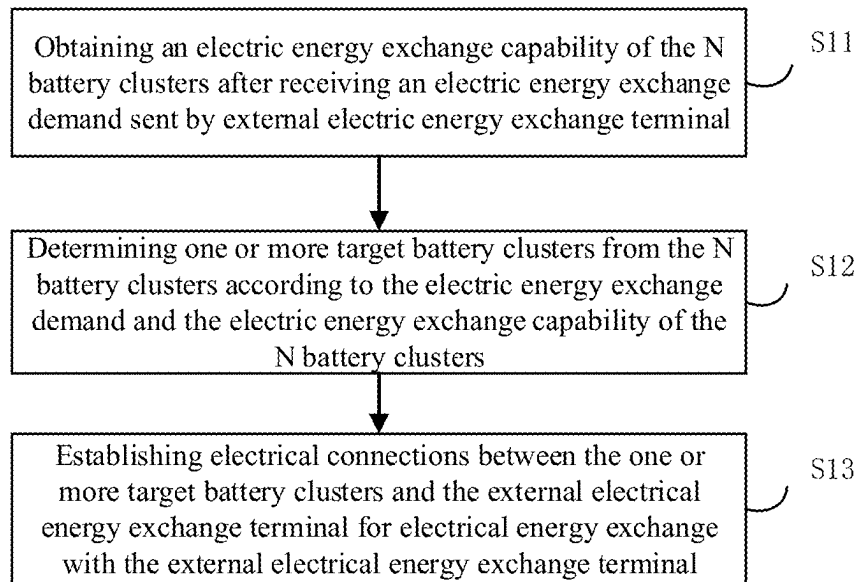 Obtaining an electric energy exchange capability of the N
battery clusters after receiving an electric energy exchange
demand sent by external electric energy exchange terminal
S11
Determining one or more target battery clusters from the N
battery clusters according to the electric energy exchange
demand and the electric energy exchange capability of the
N battery clusters
S12
Establishing electrical connections between the one or
more target battery clusters and the external electrical
energy exchange terminal for electrical energy exchange
with the external electrical energy exchange terminal
S13